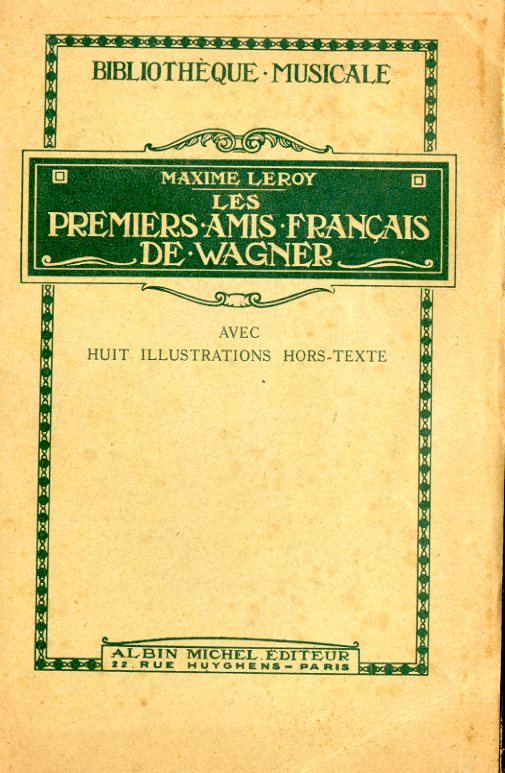 BIBLIOTHÈQUE · MUSICALE
MAXIME LEROY
LES
PREMIERS · AMIS · FRANÇAIS
DE · WAGNER
AVEC
HUIT ILLUSTRATIONS HORS-TEXTE
ALBIN MICHEL. ÉDITEUR
22. RUE HUYGHENS – PARIS